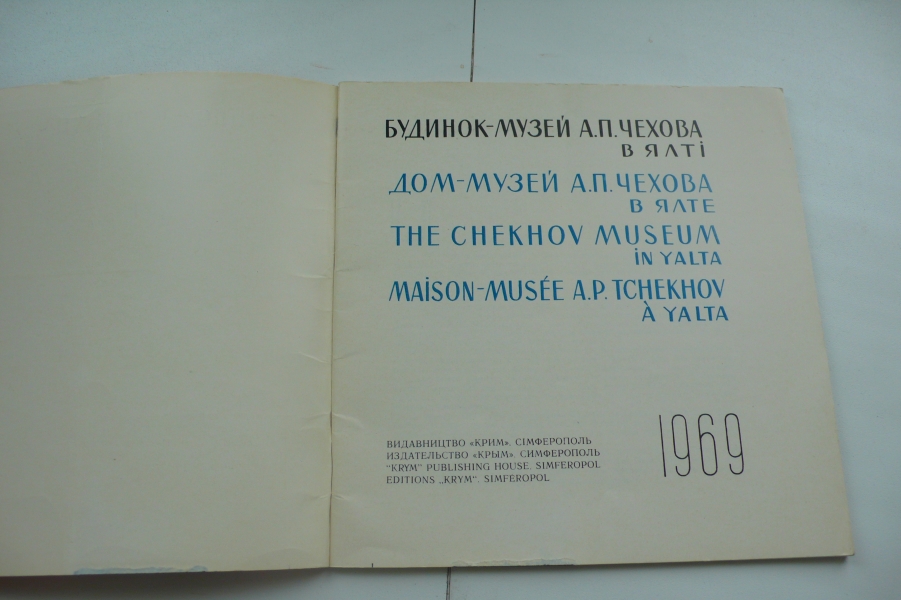 БУДИНОК-МУЗЕЙ А.П.ЧЕХОВА
В ЯЛТІ
ДОМ-МУЗЕЙ А.П.ЧЕХОВА
В ЯЛТЕ
THE CHEKHOV MUSEUM
IN YALTA
MAISON-MUSÉE A.P. TCHEKHOV
À YALTA
1969
ВИДАВНИЦТВО «КРИМ». СІМФЕРОПОЛЬ
ИЗДАТЕЛЬСТВО «КРЫМ». СИМФЕРОПОЛЬ
"KRYM" PUBLISHING HOUSE. SIMFEROPOL
EDITIONS „KRYM“. SIMFEROPOL